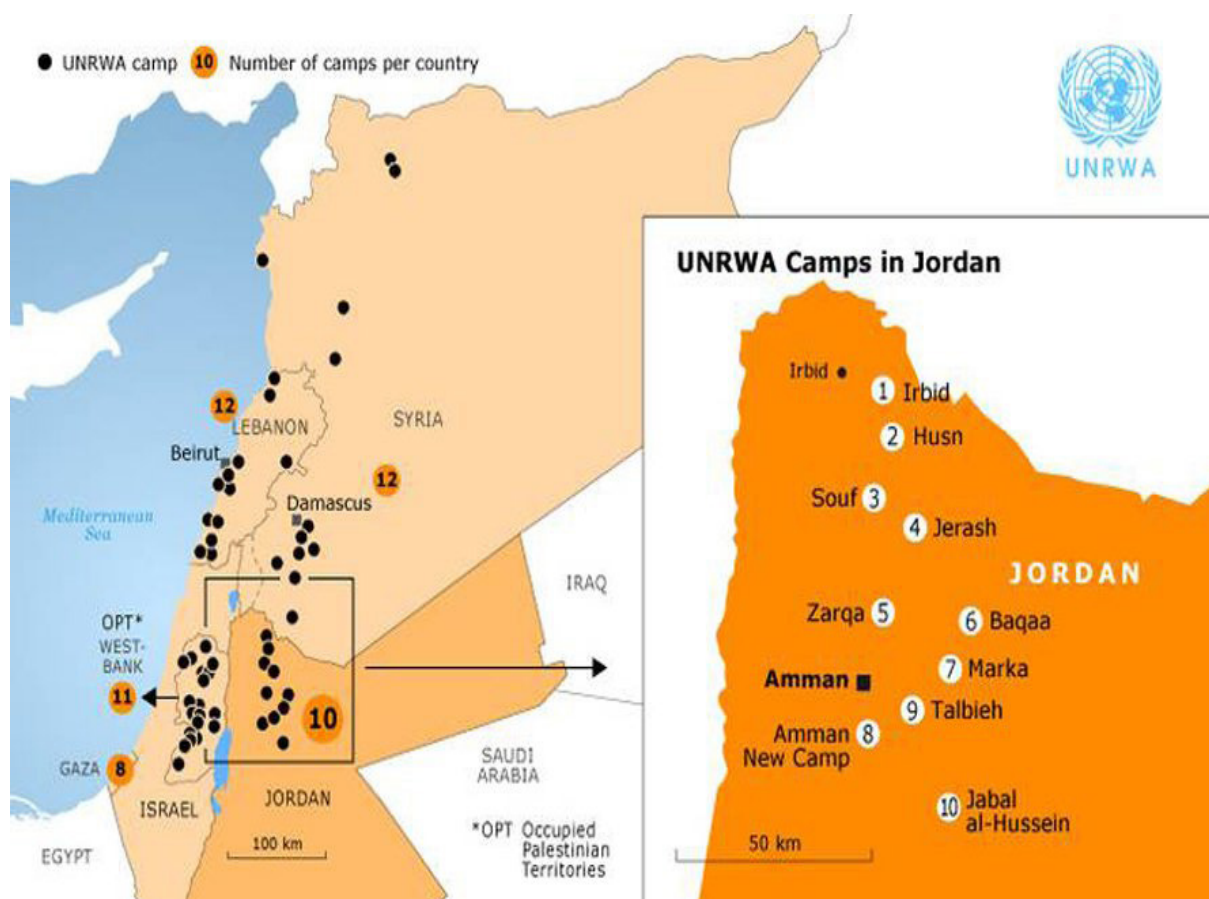 UNRWA camp
10
Number of camps per country
UNRWA
12
LEBANON
SYRIA
Beirut
12
Damascus
Mediterranean
Sea
IRAQ
OPT*
WEST-
BANK
11
10
GAZA
8
SAUDI
ARABIA
ISRAEL
JORDAN
*OPT Occupied
Palestinian
Territories
100 km
EGYPT
UNRWA Camps in Jordan
Irbid
1 Irbid
2 Husn
Souf 3
4 Jerash
JORDAN
Zarqa 5
6 Baqaa
7 Marka
Amman
9 Talbieh
Amman 8
New Camp
10 Jabal
al-Hussein
50 km